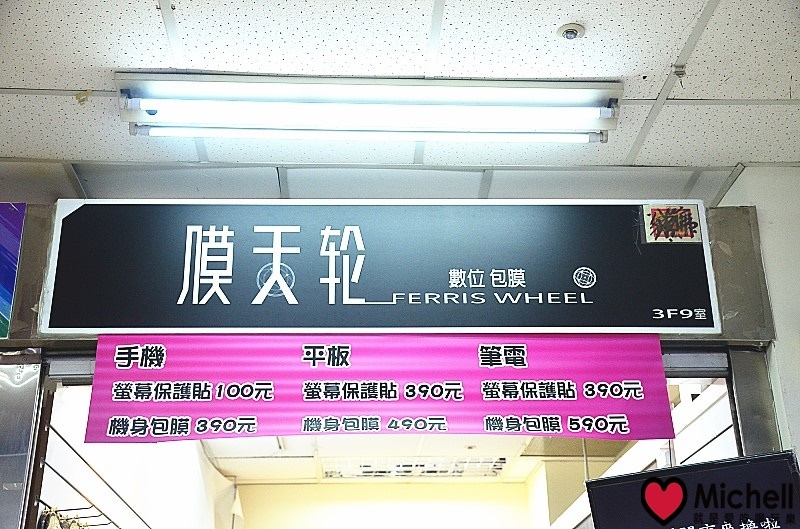 膜天轮
數位 包膜
FERRIS WHEEL
3F9室
手機 平板 筆電
螢幕保護貼 100元 螢幕保護貼 390元 螢幕保護貼 390元
機身包膜 390元 機身包膜 490元 機身包膜 590元
Michell